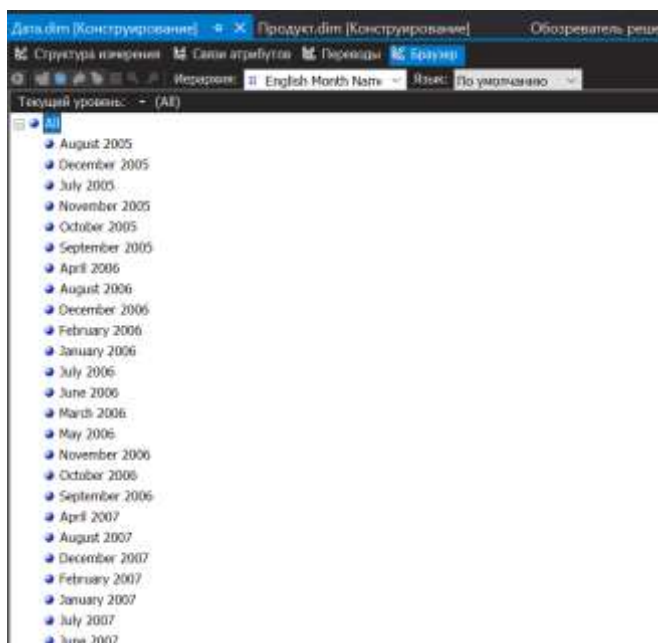 Дата.dim [Конструирование] Продукт.dim [Конструирование] Обозреватель реше
Структура измерения Связи атрибутов Переводы Браузер
Иерархия: English Month Name Язык: По умолчанию
Текущий уровень: (All)
All
August 2005
December 2005
July 2005
November 2005
October 2005
September 2005
April 2006
August 2006
December 2006
February 2006
January 2006
July 2006
June 2006
March 2006
May 2006
November 2006
October 2006
September 2006
April 2007
August 2007
December 2007
February 2007
January 2007
July 2007
June 2007